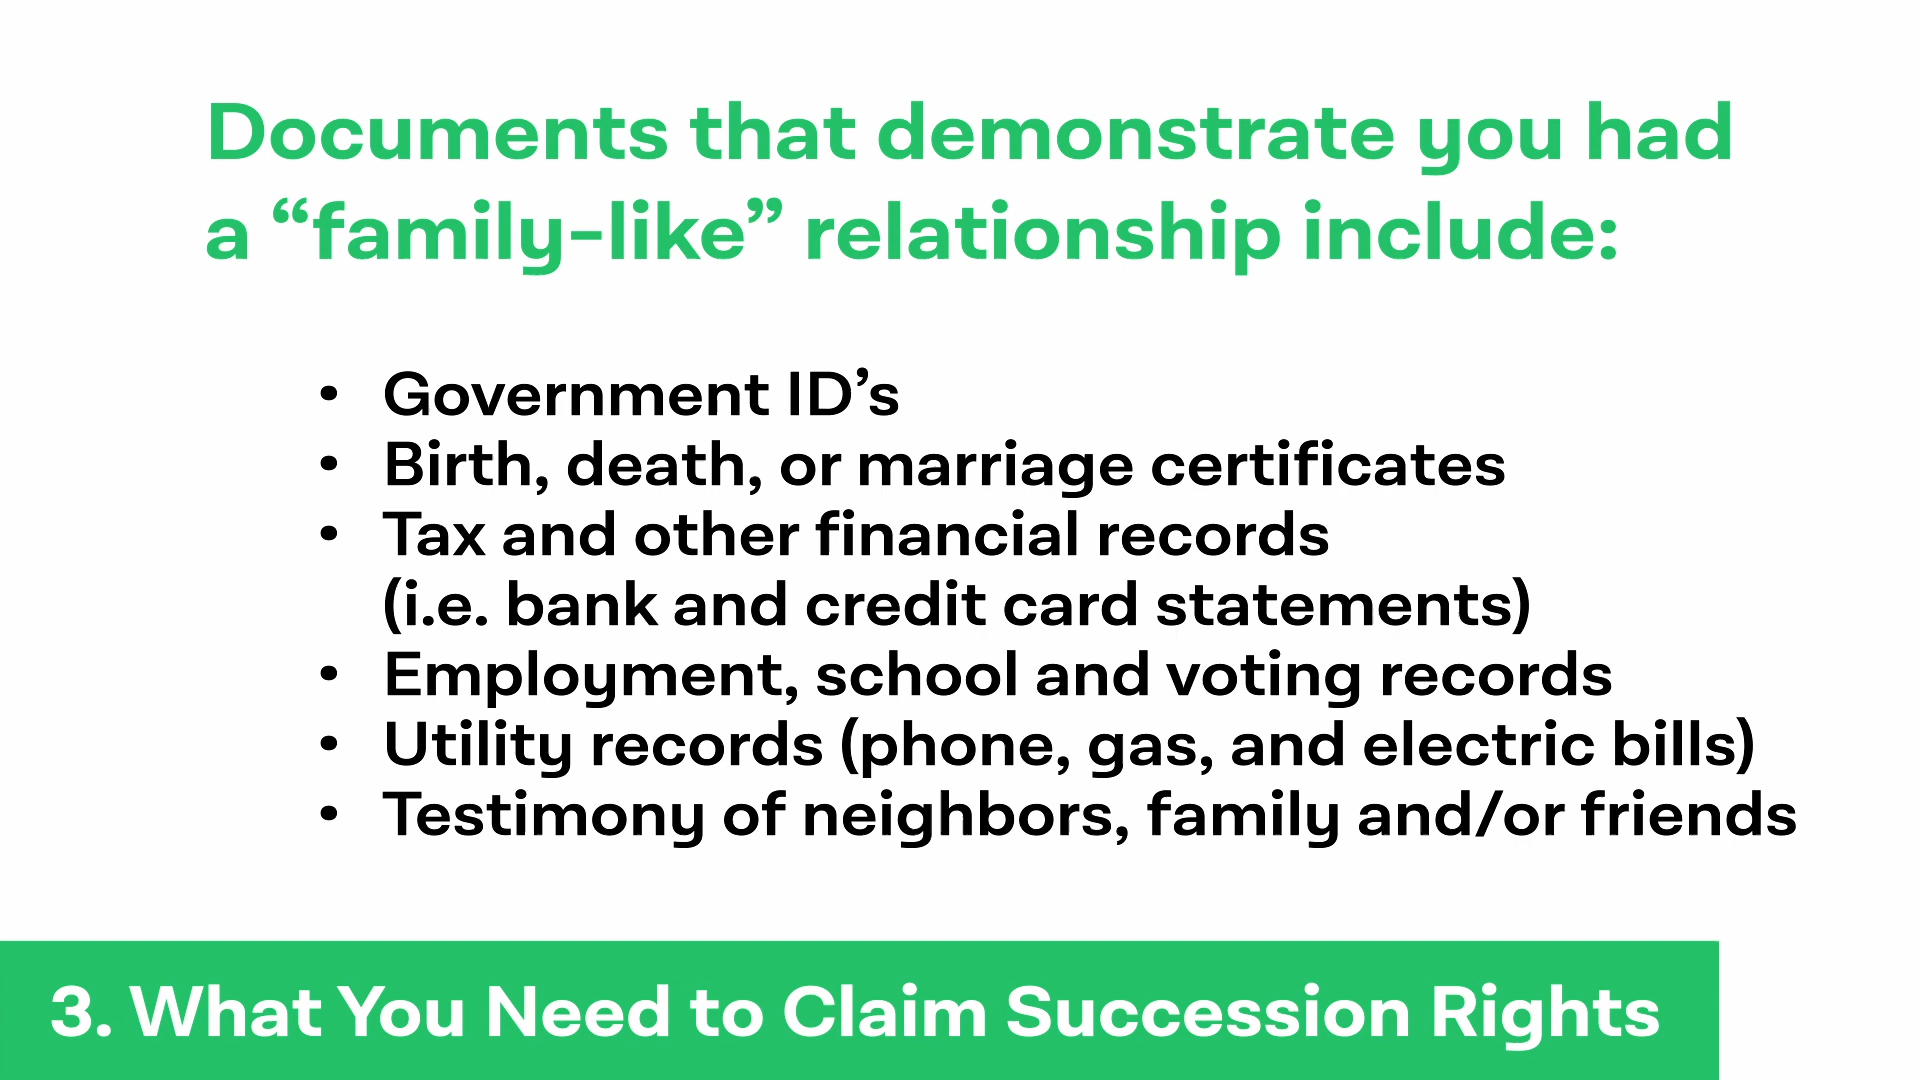 Documents that demonstrate you had
a “family-like” relationship include:
• Government ID’s
• Birth, death, or marriage certificates
• Tax and other financial records
(i.e. bank and credit card statements)
• Employment, school and voting records
• Utility records (phone, gas, and electric bills)
• Testimony of neighbors, family and/or friends
3. What You Need to Claim Succession Rights